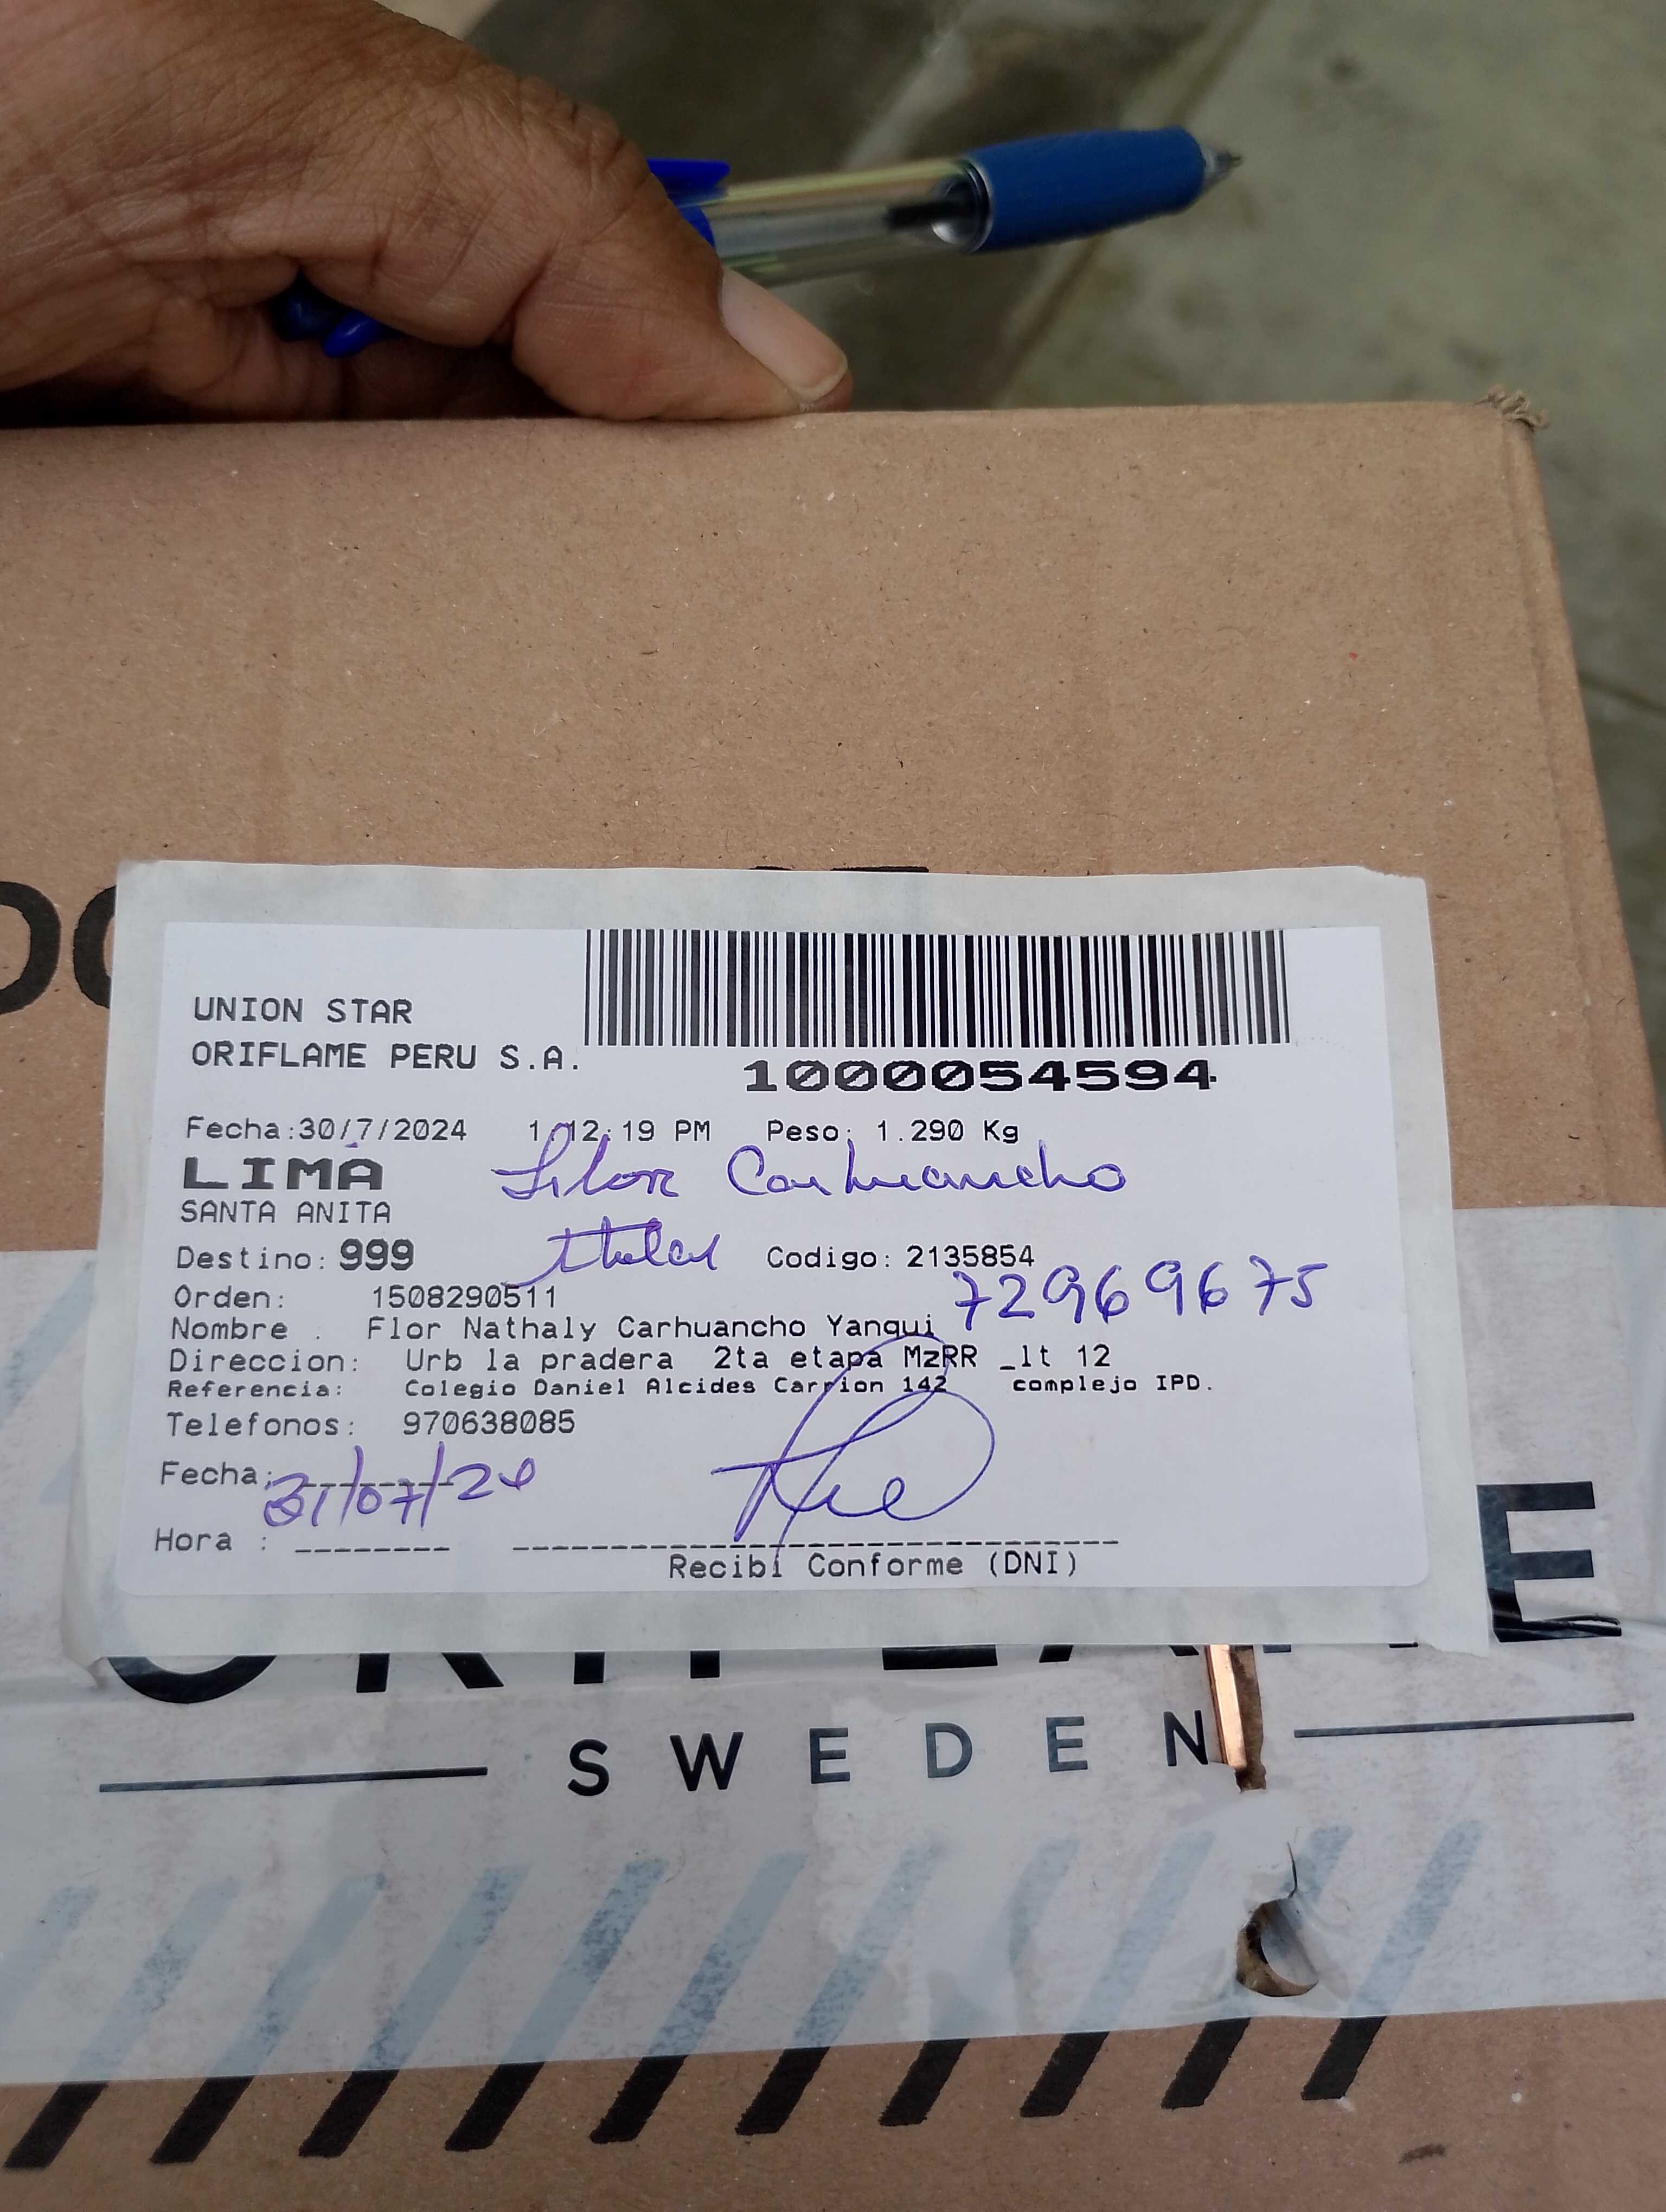 UNION STAR
ORIFLAME PERU S.A.
1000054594
Fecha:30/7/2024 1:12:19 PM Peso: 1.290 Kg
LIMA
Flor Carhuancho
SANTA ANITA
titular
Destino: 999 Codigo: 2135854
72969675
Orden: 1508290511
Nombre : Flor Nathaly Carhuancho Yanqui
Direccion: Urb la pradera 2ta etapa MzRR _lt 12
Referencia: Colegio Daniel Alcides Carrion 142 complejo IPD.
Telefonos: 970638085
Fecha: 31/07/24
Hora :
Recibi Conforme (DNI)
ORIFLAME
SWEDEN